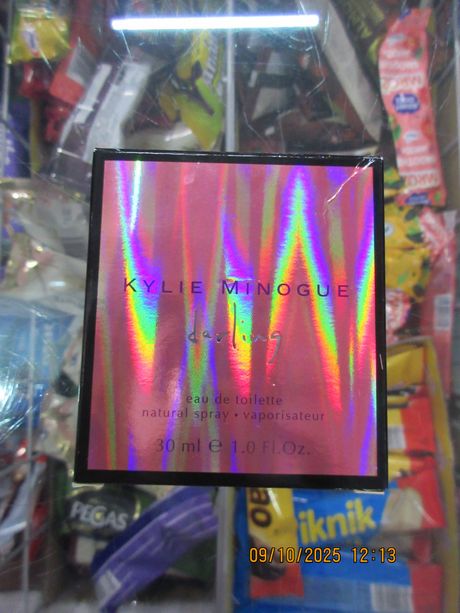 KYLIE MINOGUE
darling
eau de toilette
natural spray • vaporisateur
30 ml e 1.0 Fl.Oz.
PEGAS
iknik
09/10/2025 12:13